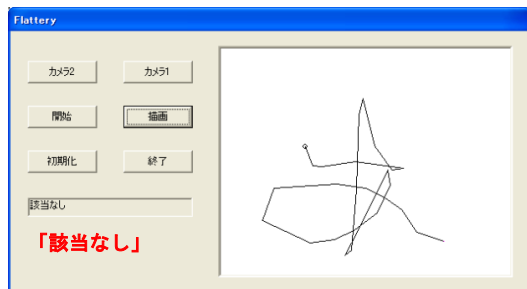 Flattery
カメラ2 カメラ1
開始 描画
初期化 終了
該当なし
「該当なし」